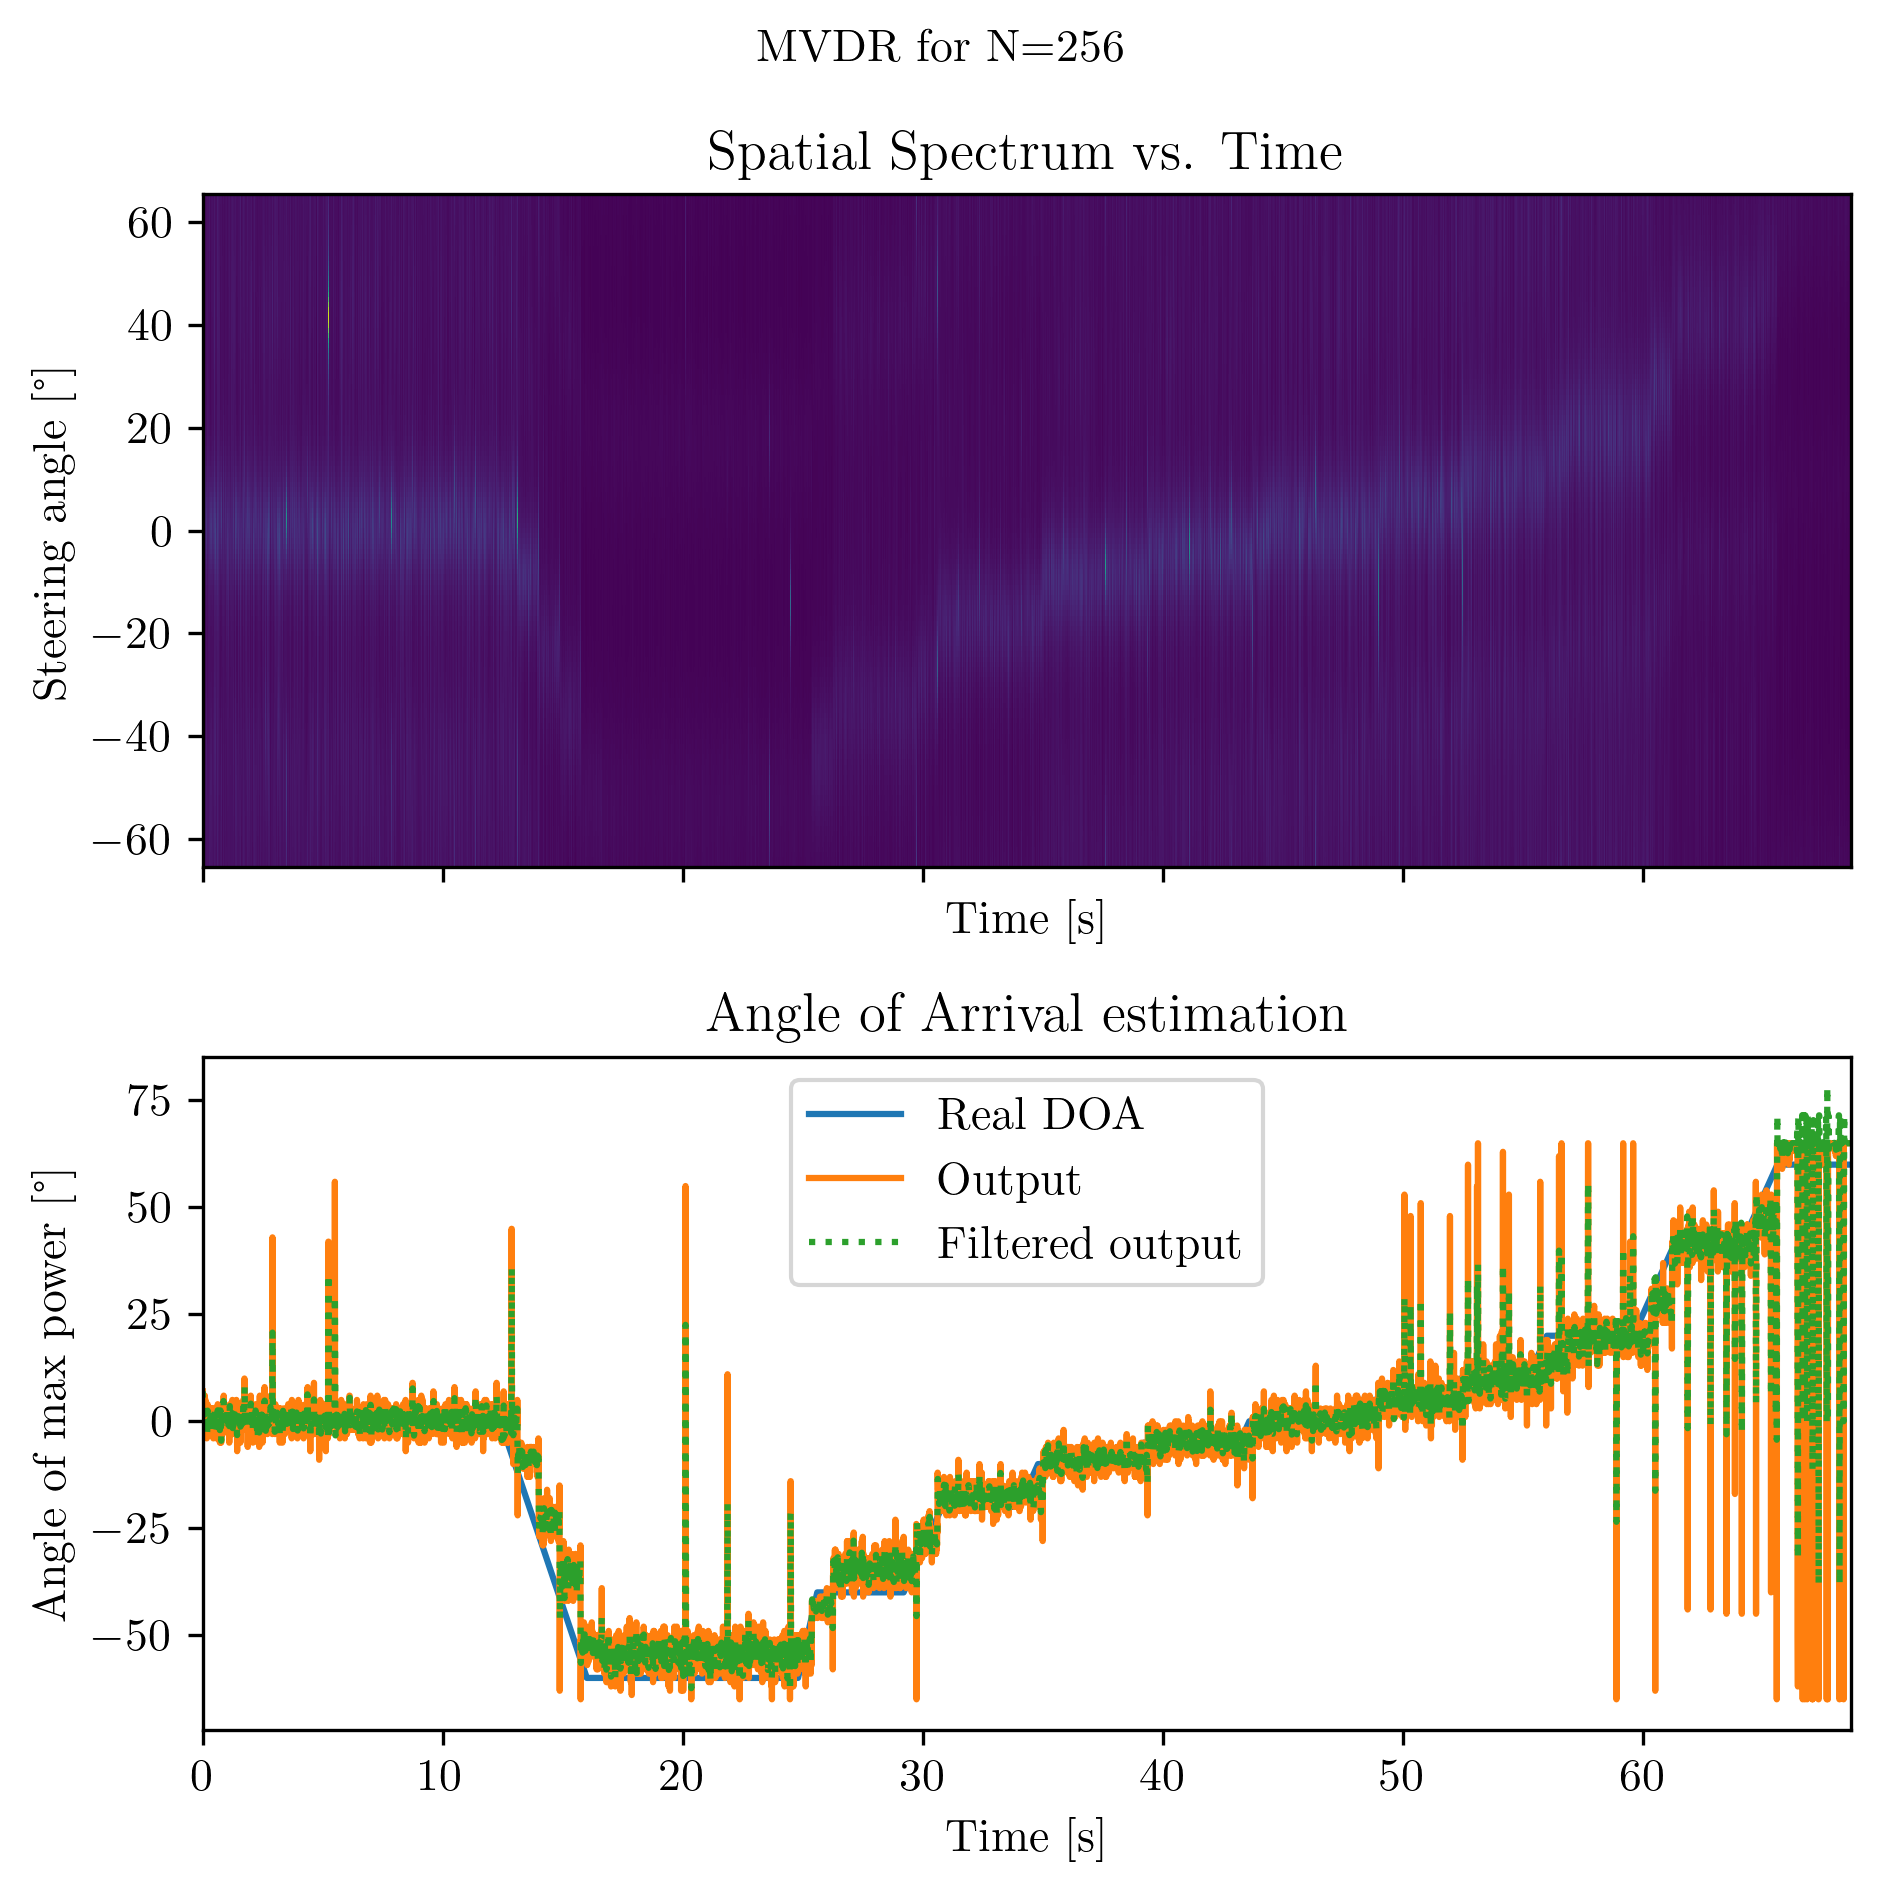 MVDR for N=256
Spatial Spectrum vs. Time
60
40
20
0
−20
−40
−60
Steering angle [°]
Time [s]
Angle of Arrival estimation
75
50
25
0
−25
−50
Angle of max power [°]
Real DOA
Output
Filtered output
0 10 20 30 40 50 60
Time [s]